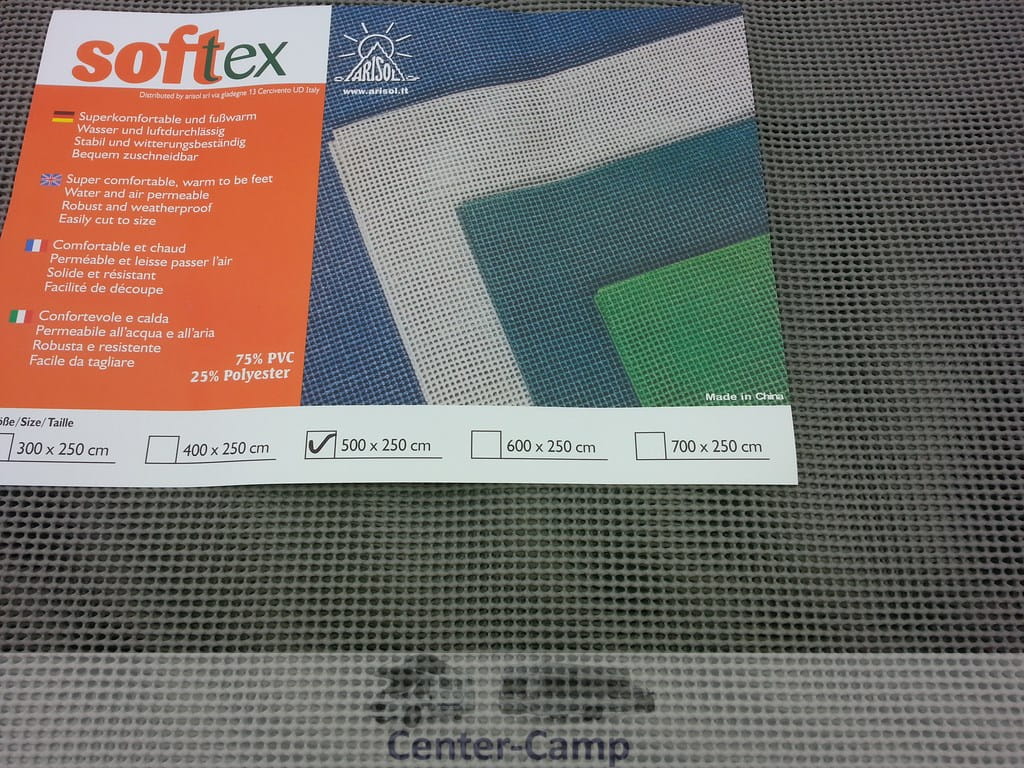 softex
Distributed by arisol srl via gladegne 13 Cercivento UD Italy
ARISOL
www.arisol.it
Superkomfortable und fußwarm
Wasser und luftdurchlässig
Stabil und witterungsbeständig
Bequem zuschneidbar
Super comfortable, warm to be feet
Water and air permeable
Robust and weatherproof
Easily cut to size
Comfortable et chaud
Perméable et leisse passer l'air
Solide et résistant
Facilité de découpe
Confortevole e calda
Permeabile all'acqua e all'aria
Robusta e resistente
Facile da tagliare
75% PVC
25% Polyester
Made in China
öße/Size/Taille
300 x 250 cm 400 x 250 cm 500 x 250 cm 600 x 250 cm 700 x 250 cm
Center-Camp